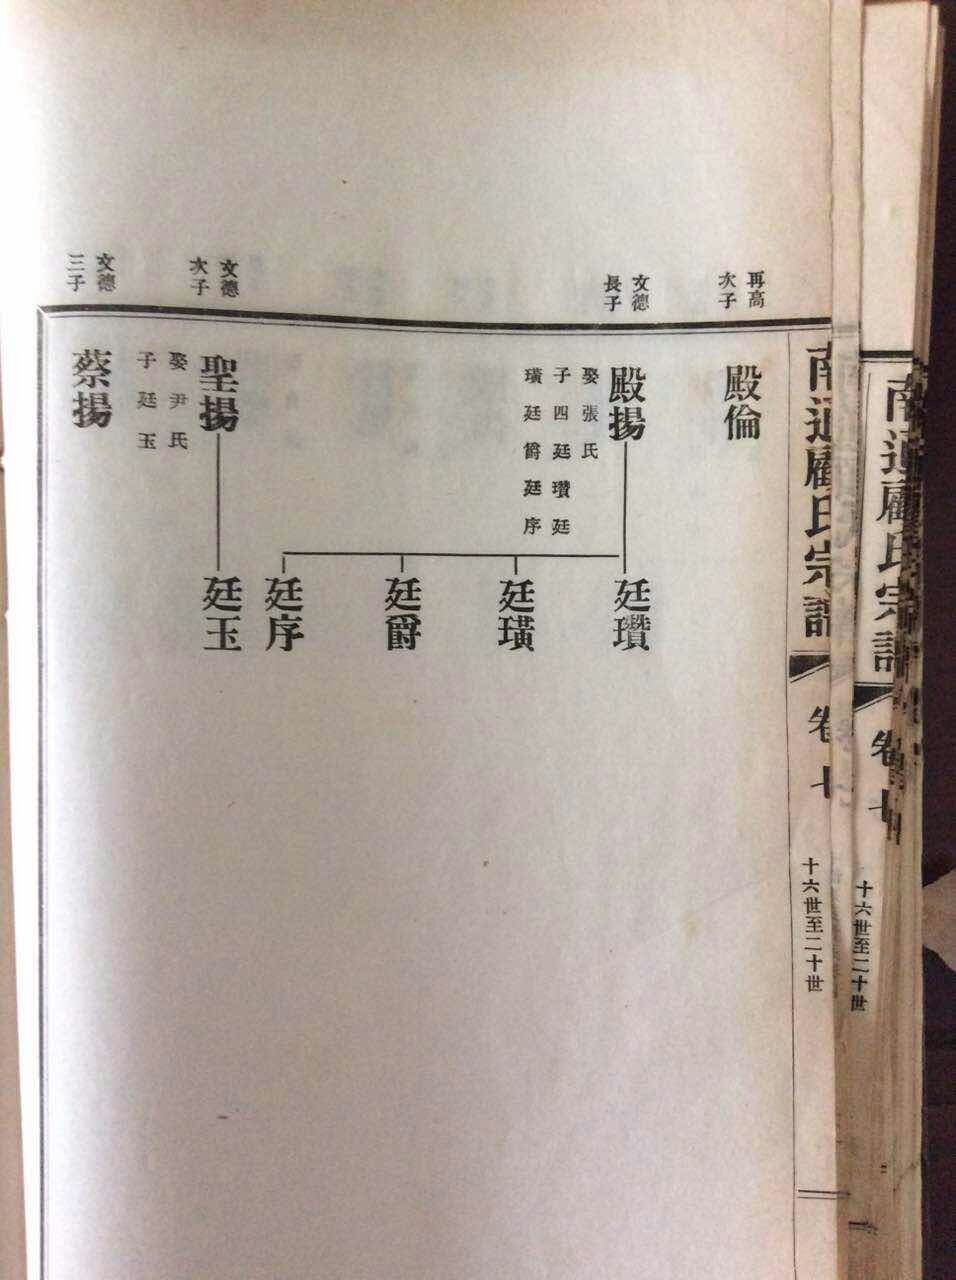 南通顧氏宗譜
卷七
十六世至二十世
南通顧氏宗譜
卷七
十六世至二十世
再高
次子
殿倫
文德
長子
殿揚
娶張氏
子四廷瓚廷
璜廷爵廷序
廷瓚
廷璜
廷爵
廷序
文德
次子
聖揚
娶尹氏
子廷玉
廷玉
文德
三子
蔡揚